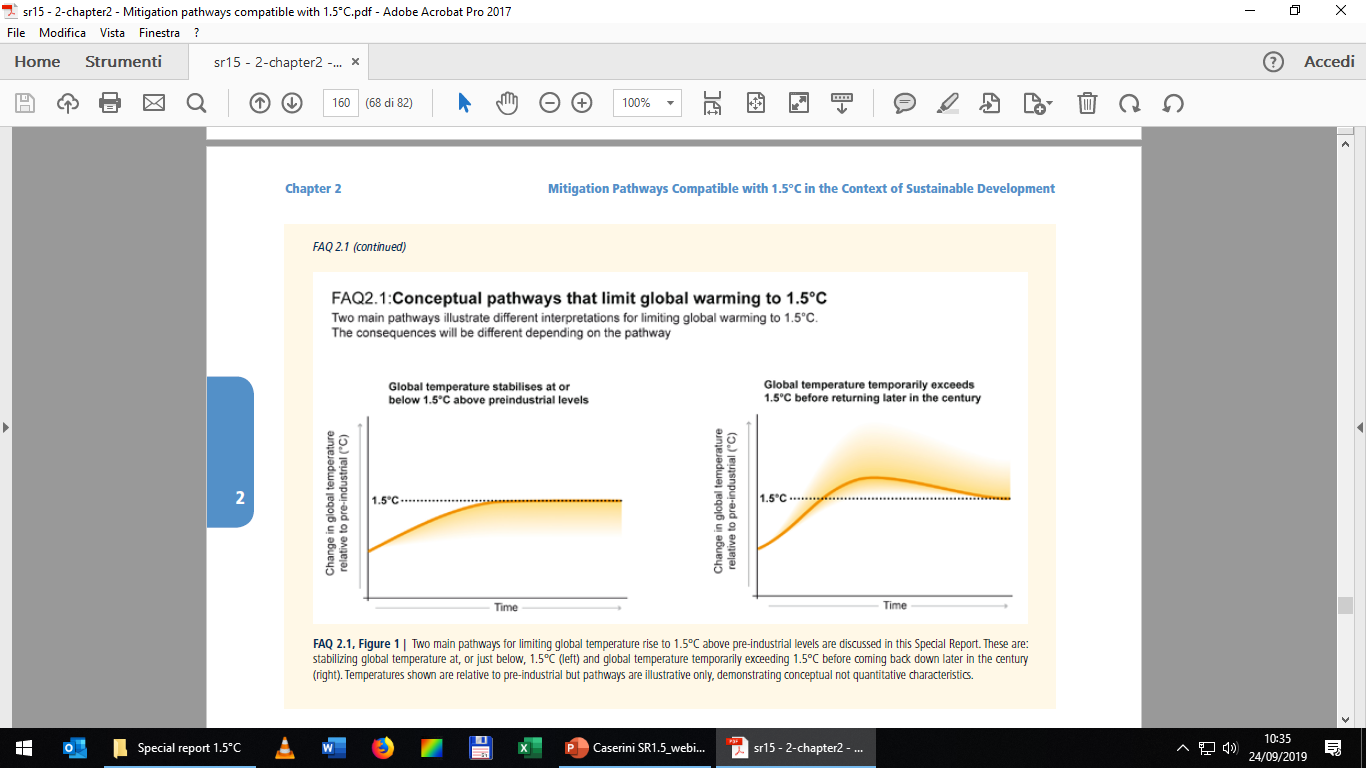 sr15 - 2-chapter2 - Mitigation pathways compatible with 1.5°C.pdf - Adobe Acrobat Pro 2017
File Modifica Vista Finestra ?
Home Strumenti sr15 - 2-chapter2 -... × ? Accedi
160 (68 di 82) 100%
Chapter 2 Mitigation Pathways Compatible with 1.5°C in the Context of Sustainable Development
FAQ 2.1 (continued)
FAQ2.1:Conceptual pathways that limit global warming to 1.5°C
Two main pathways illustrate different interpretations for limiting global warming to 1.5°C.
The consequences will be different depending on the pathway
Global temperature stabilises at or
below 1.5°C above preindustrial levels
Change in global temperature
relative to pre-industrial (°C)
1.5°C
Time
Global temperature temporarily exceeds
1.5°C before returning later in the century
Change in global temperature
relative to pre-industrial (°C)
1.5°C
Time
2
FAQ 2.1, Figure 1 | Two main pathways for limiting global temperature rise to 1.5°C above pre-industrial levels are discussed in this Special Report. These are:
stabilizing global temperature at, or just below, 1.5°C (left) and global temperature temporarily exceeding 1.5°C before coming back down later in the century
(right). Temperatures shown are relative to pre-industrial but pathways are illustrative only, demonstrating conceptual not quantitative characteristics.
Special report 1.5°C Caserini SR1.5_webi... sr15 - 2-chapter2 - ...
10:35
24/09/2019